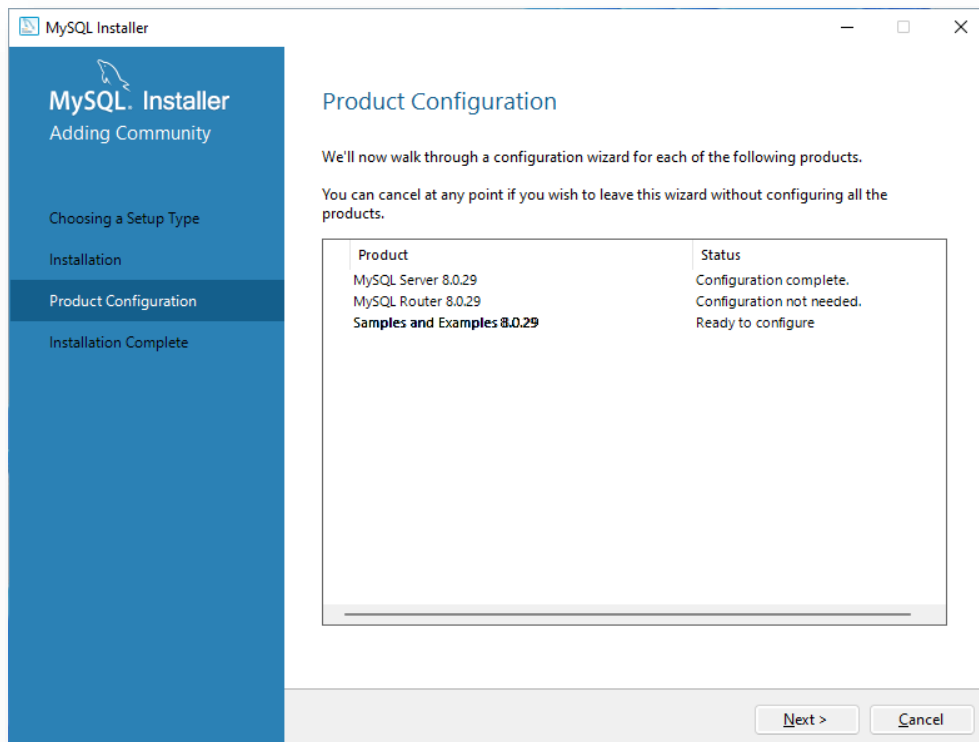 MySQL Installer
MySQL. Installer
Adding Community
Choosing a Setup Type
Installation
Product Configuration
Installation Complete
Product Configuration
We'll now walk through a configuration wizard for each of the following products.
You can cancel at any point if you wish to leave this wizard without configuring all the
products.
Product Status
MySQL Server 8.0.29 Configuration complete.
MySQL Router 8.0.29 Configuration not needed.
Samples and Examples 8.0.29 Ready to configure
Next >
Cancel